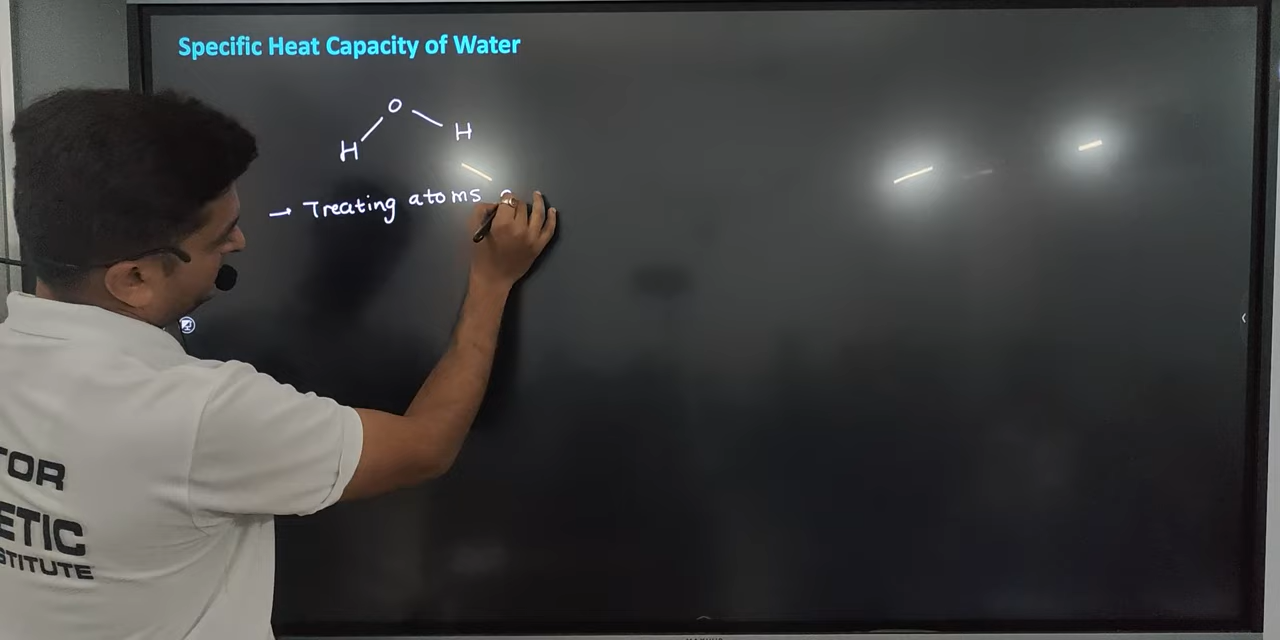 Specific Heat Capacity of Water
O
H H
→ Treating atoms
TOR
ETIC
STITUTE